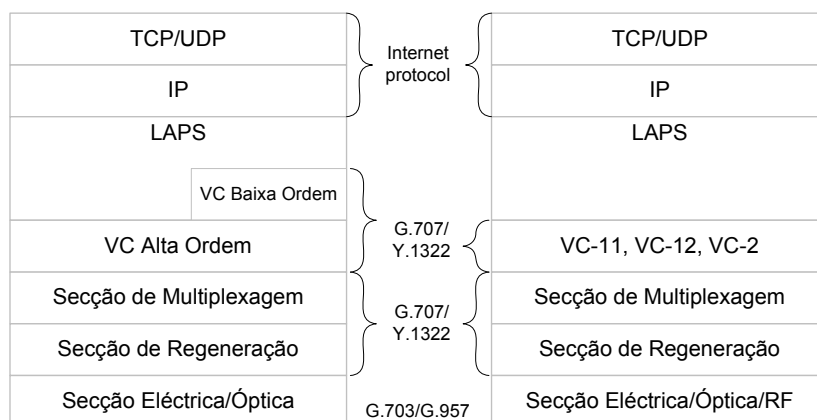 TCP/UDP
IP
LAPS
VC Baixa Ordem
VC Alta Ordem
Secção de Multiplexagem
Secção de Regeneração
Secção Eléctrica/Óptica
Internet
protocol
G.707/
Y.1322
G.707/
Y.1322
G.703/G.957
TCP/UDP
IP
LAPS
VC-11, VC-12, VC-2
Secção de Multiplexagem
Secção de Regeneração
Secção Eléctrica/Óptica/RF